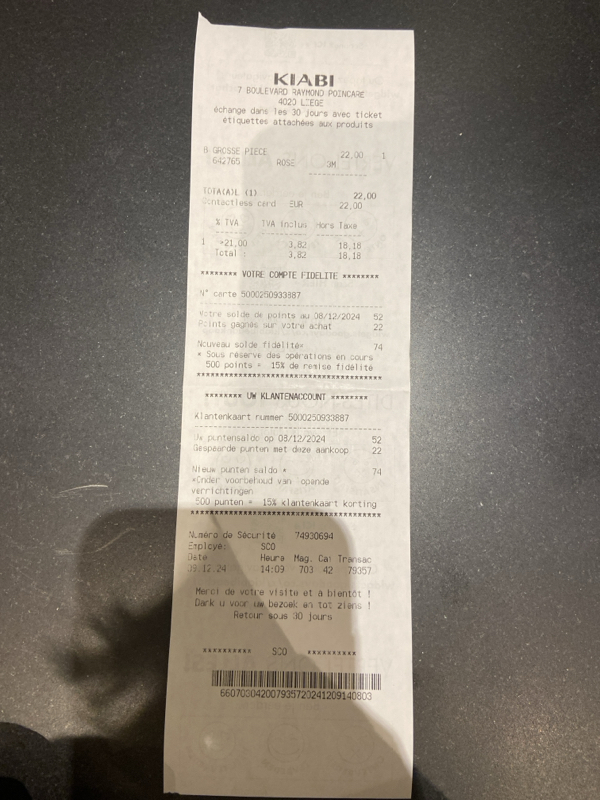 KIABI
7 BOULEVARD RAYMOND POINCARE
4020 LIEGE
échange dans les 30 jours avec ticket
étiquettes attachées aux produits
6 GROSSE PIECE 22,00 1
642765 ROSE 3M
TOTA(A)L (1) 22,00
Contactless card EUR 22,00
% TVA TVA inclus Hors Taxe
1 *21,00 3,82 18,18
Total 3,82 18,18
******** VOTRE COMPTE FIDELITE ********
N° carte 5000250933887
Votre solde de points au 08/12/2024 52
Points gagnés sur votre achat 22
Nouveau solde fidélité* 74
* Sous réserve des opérations en cours
500 points = 15% de remise fidélité
****************************************
******** UW KLANTENACCOUNT ********
Klantenkaart nummer 5000250933887
Uw puntensaldo op 08/12/2024 52
Gespaarde punten met deze aankoop 22
Nieuw punten saldo * 74
*Onder voorbehoud van lopende
verrichtingen
500 punten = 15% klantenkaart korting
****************************************
Numéro de Sécurité 74930694
Employe: SCO
Date Heure Mag. Cai Transac
09.12.24 14:09 703 42 79357
Merci de votre visite et à bientôt !
Dank u voor uw bezoek en tot ziens !
Retour sous 30 jours
********** SCO **********
660703042007935720241209140803